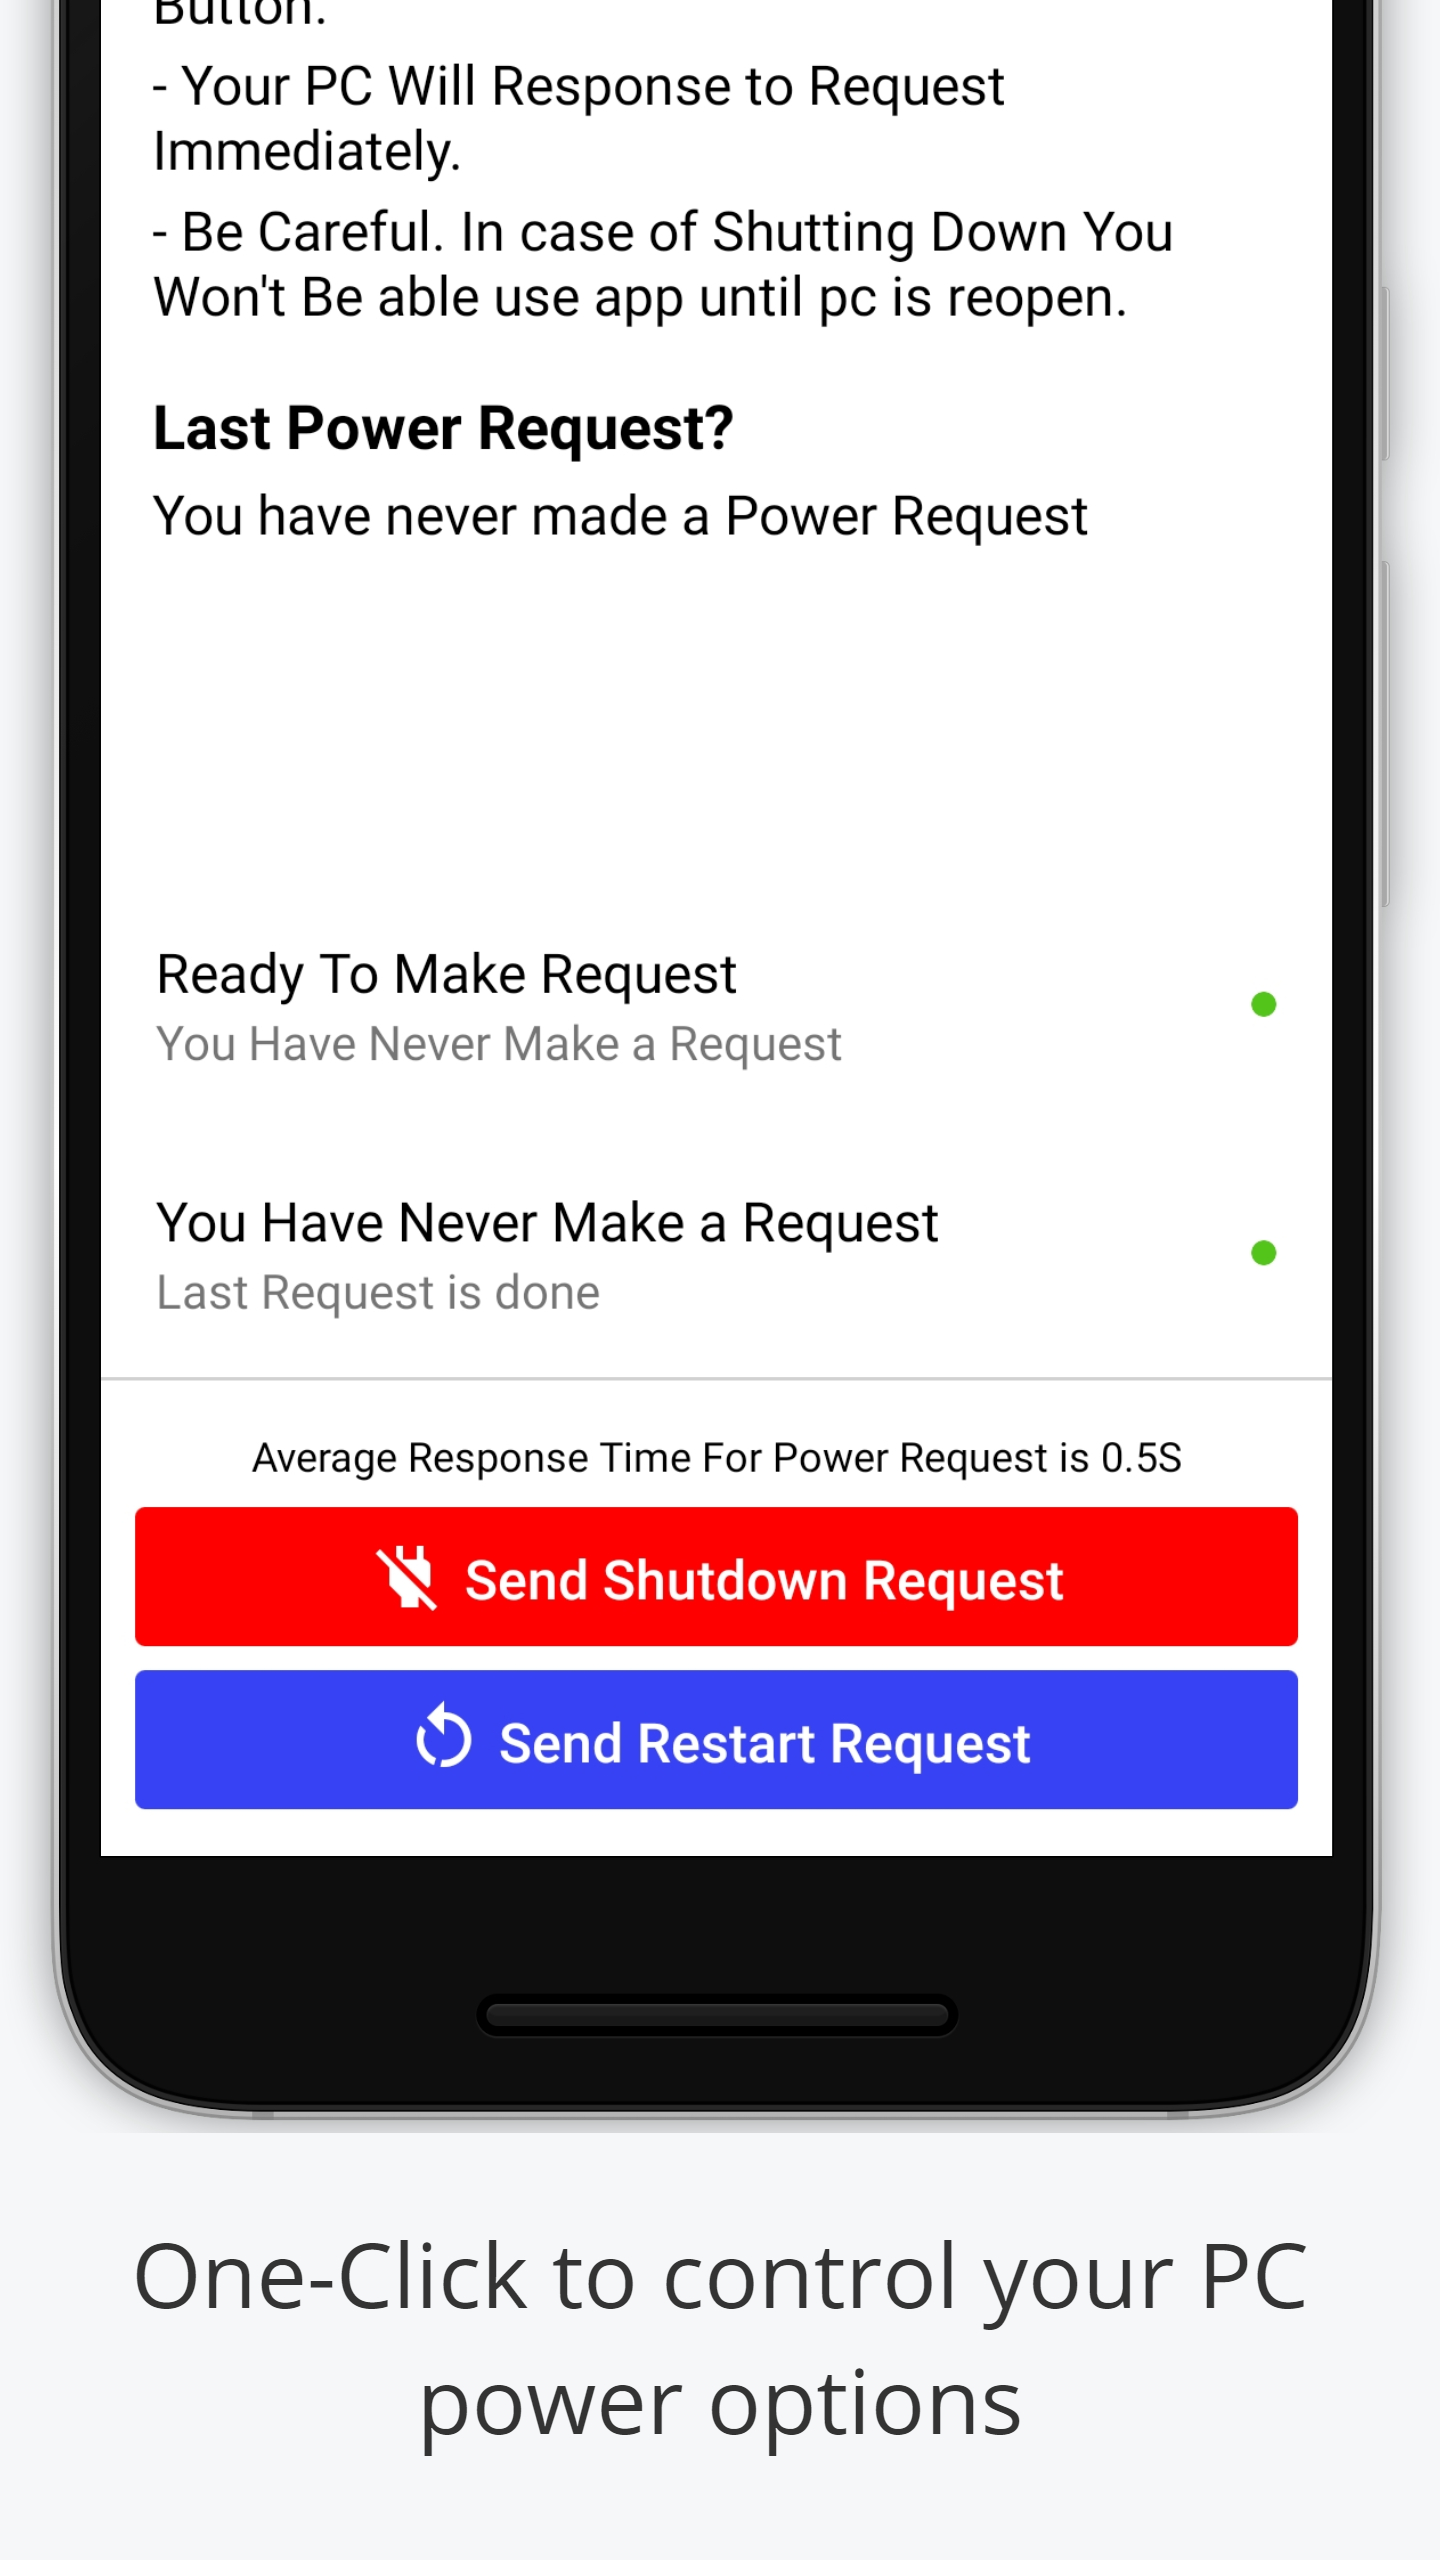 Button.
- Your PC Will Response to Request
Immediately.
- Be Careful. In case of Shutting Down You
Won't Be able use app until pc is reopen.
Last Power Request?
You have never made a Power Request
Ready To Make Request
You Have Never Make a Request
You Have Never Make a Request
Last Request is done
Average Response Time For Power Request is 0.5S
Send Shutdown Request
Send Restart Request
One-Click to control your PC
power options